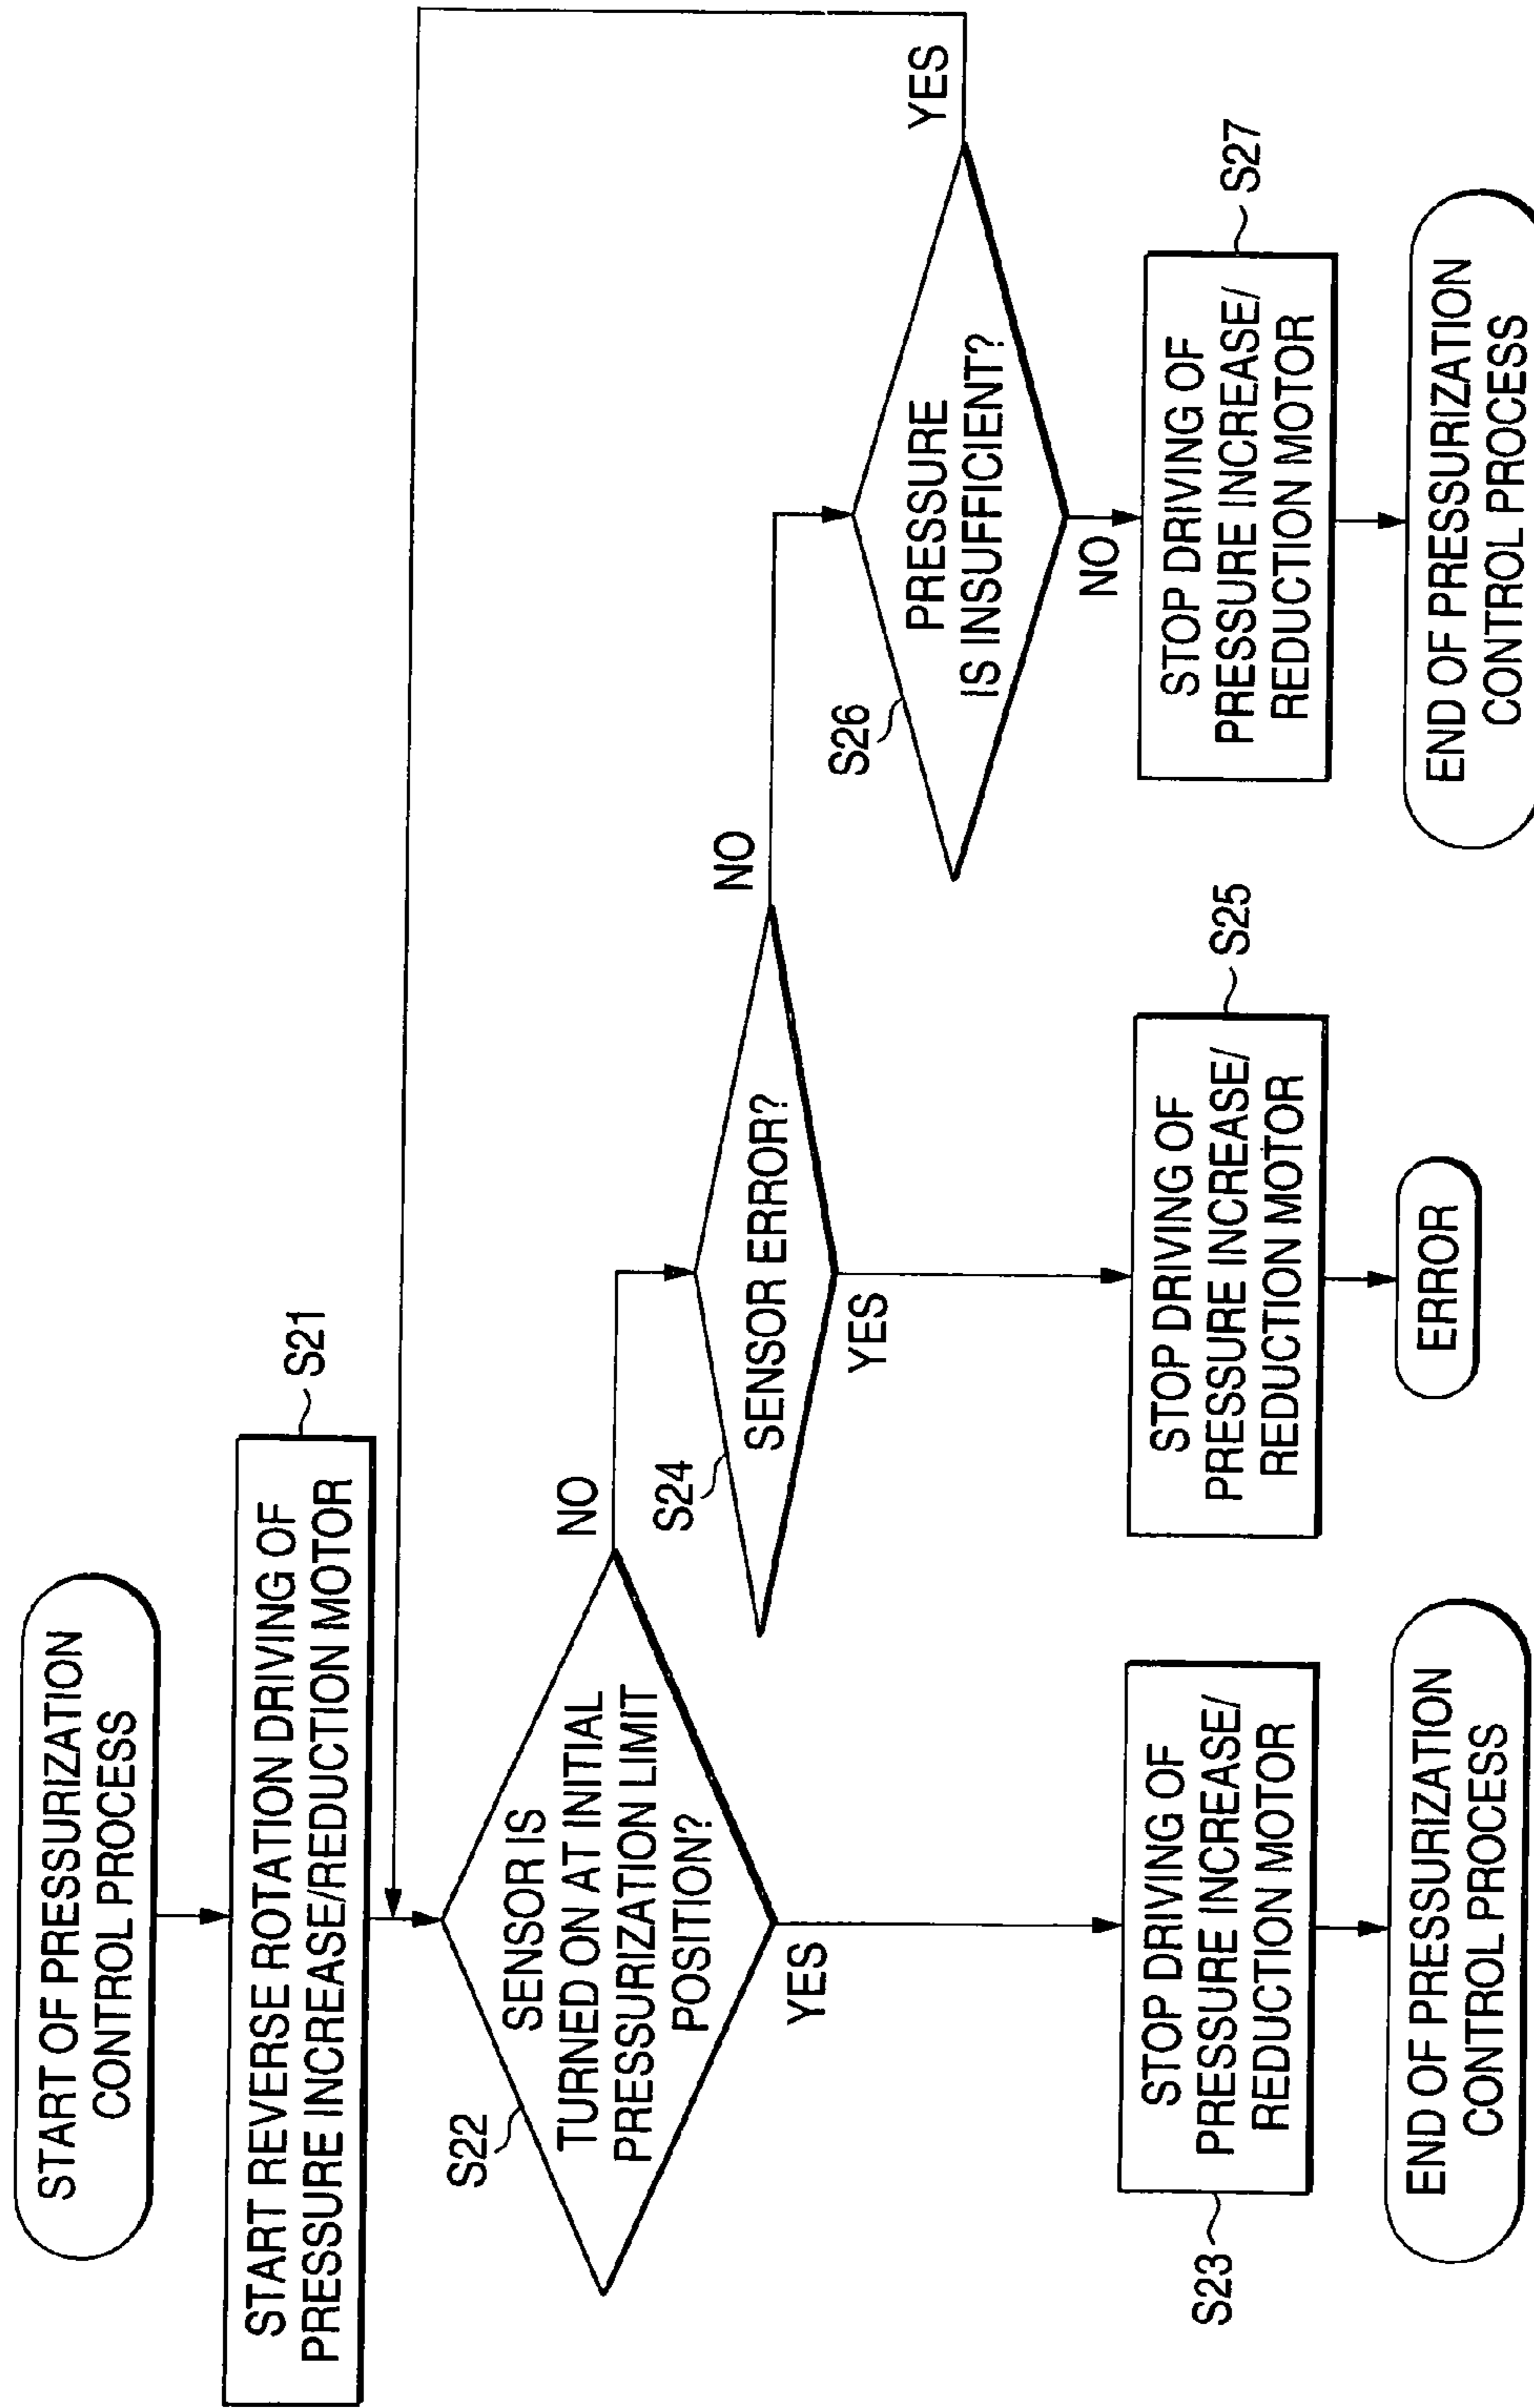 START OF PRESSURIZATION
CONTROL PROCESS
START REVERSE ROTATION DRIVING OF
PRESSURE INCREASE/REDUCTION MOTOR
S21
SENSOR IS
TURNED ON AT INITIAL
PRESSURIZATION LIMIT
POSITION?
S22
NO
YES
STOP DRIVING OF
PRESSURE INCREASE/
REDUCTION MOTOR
S23
END OF PRESSURIZATION
CONTROL PROCESS
S24
SENSOR ERROR?
NO
YES
STOP DRIVING OF
PRESSURE INCREASE/
REDUCTION MOTOR
S25
ERROR
S26
PRESSURE
IS INSUFFICIENT?
YES
NO
STOP DRIVING OF
PRESSURE INCREASE/
REDUCTION MOTOR
S27
END OF PRESSURIZATION
CONTROL PROCESS